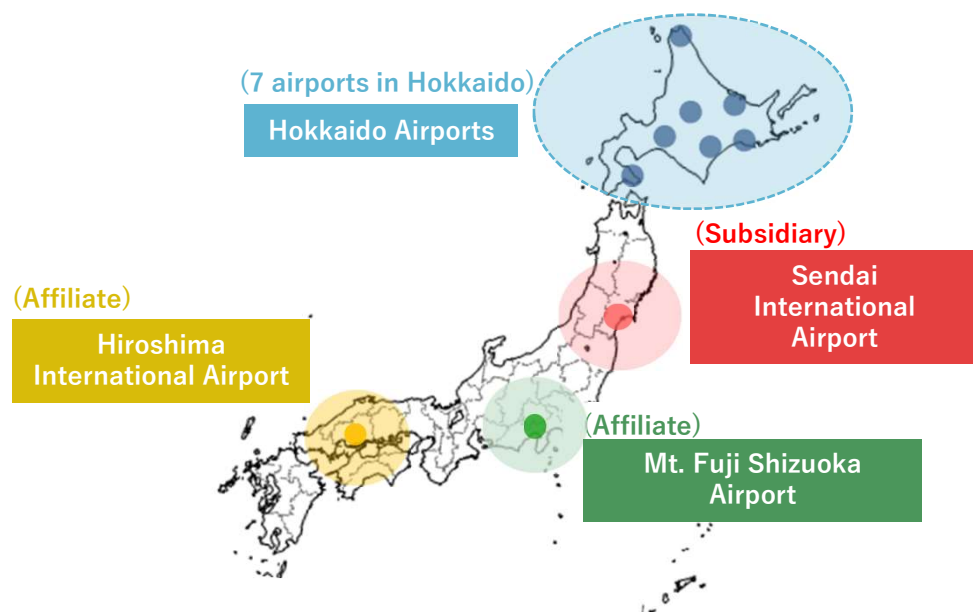 (7 airports in Hokkaido)
Hokkaido Airports
(Subsidiary)
Sendai
International
Airport
(Affiliate)
Hiroshima
International Airport
(Affiliate)
Mt. Fuji Shizuoka
Airport